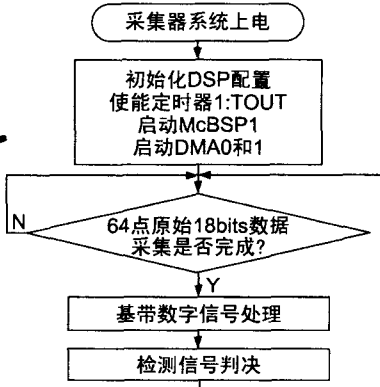 采集器系统上电
初始化DSP配置
使能定时器1:TOUT
启动McBSP1
启动DMA0和1
N
64点原始18bits数据
采集是否完成?
Y
基带数字信号处理
检测信号判决